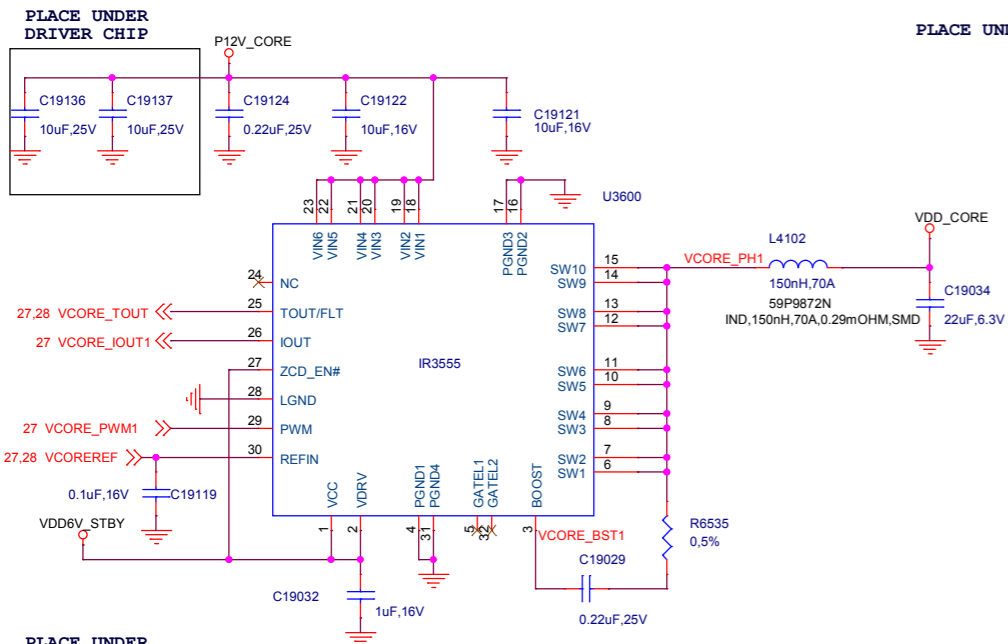 PLACE UNDER
DRIVER CHIP
P12V_CORE
PLACE UN
C19136
10uF,25V
C19137
10uF,25V
C19124
0.22uF,25V
C19122
10uF,16V
C19121
10uF,16V
U3600
23
22
21
20
19
18
17
16
VIN6
VIN5
VIN4
VIN3
VIN2
VIN1
PGND3
PGND2
VDD_CORE
L4102
VCORE_PH1
150nH,70A
59P9872N
IND,150nH,70A,0.29mOHM,SMD
C19034
22uF,6.3V
24 NC
27,28 VCORE_TOUT 25 TOUT/FLT
27 VCORE_IOUT1 26 IOUT
27 ZCD_EN#
28 LGND
27 VCORE_PWM1 29 PWM
27,28 VCOREREF 30 REFIN
IR3555
SW10 15
SW9 14
SW8 13
SW7 12
SW6 11
SW5 10
SW4 9
SW3 8
SW2 7
SW1 6
0.1uF,16V C19119
VDD6V_STBY
VCC
VDRV
PGND1
PGND4
GATEL1
GATEL2
BOOST
1
2
4
31
5
32
3
VCORE_BST1
R6535
0,5%
C19029
0.22uF,25V
C19032
1uF,16V
PLACE UNDER